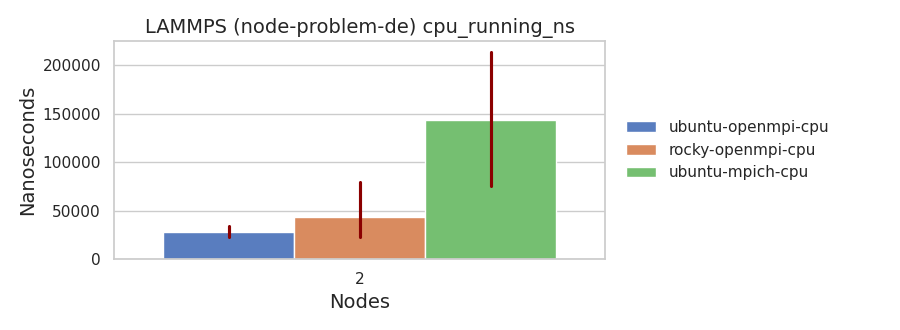 LAMMPS (node-problem-de) cpu_running_ns
200000
150000
100000
50000
0
Nanoseconds
2
Nodes
ubuntu-openmpi-cpu
rocky-openmpi-cpu
ubuntu-mpich-cpu